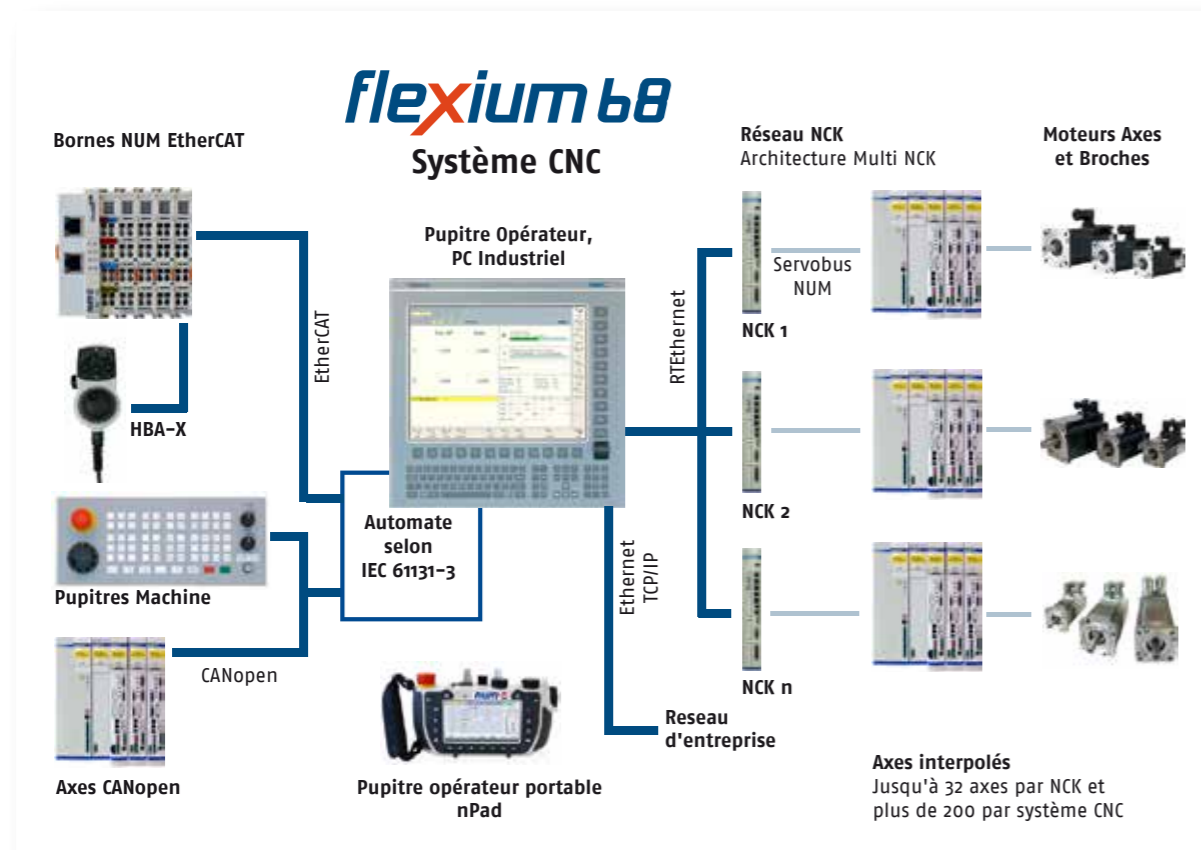 flexium 68
Système CNC
Bornes NUM EtherCAT
Réseau NCK
Architecture Multi NCK
Moteurs Axes
et Broches
Pupitre Opérateur,
PC Industriel
Servobus
NUM
EtherCAT
RTEthernet
NCK 1
HBA-X
NCK 2
Automate
selon
IEC 61131-3
Ethernet
TCP/IP
Pupitres Machine
CANopen
num
NCK n
Reseau
d'entreprise
Axes CANopen
Pupitre opérateur portable
nPad
Axes interpolés
Jusqu'à 32 axes par NCK et
plus de 200 par système CNC